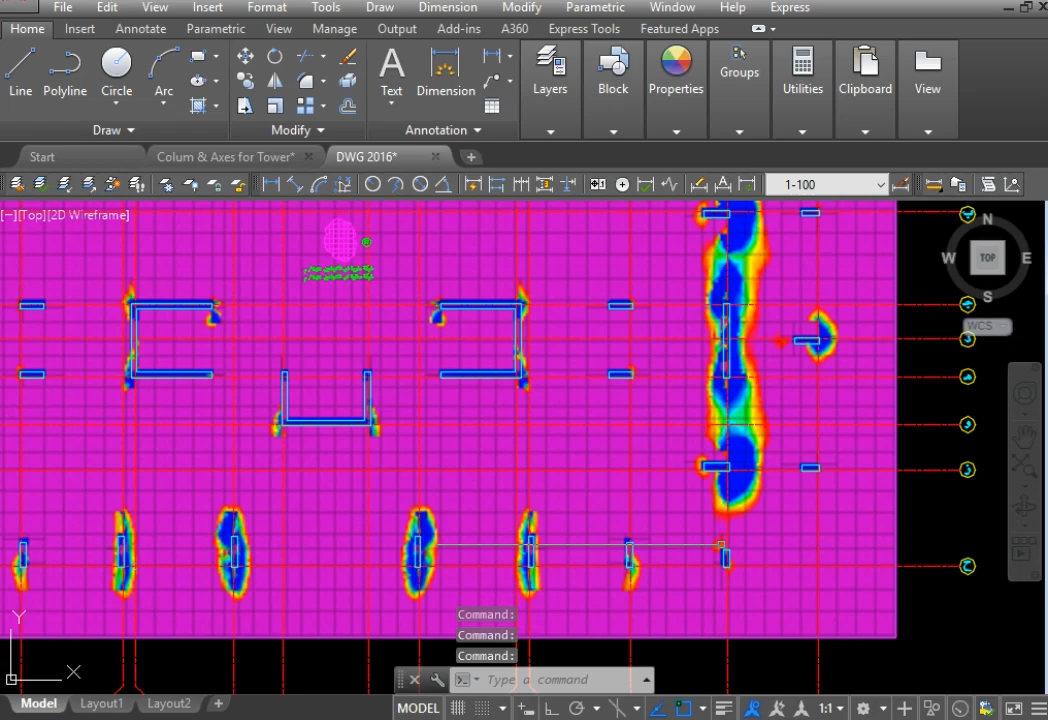 File Edit View Insert Format Tools Draw Dimension Modify Parametric Window Help Express
Home Insert Annotate Parametric View Manage Output Add-ins A360 Express Tools Featured Apps
Line Polyline Circle Arc Text Dimension Layers Block Properties Groups Utilities Clipboard View
Draw Modify Annotation
Start Colum & Axes for Tower* DWG 2016*
1-100
[−][Top][2D Wireframe]
N
W TOP E
S
WCS
د
و
ز
ح
Command:
Command:
Command:
Y
X
Type a command
Model Layout1 Layout2 MODEL 1:1